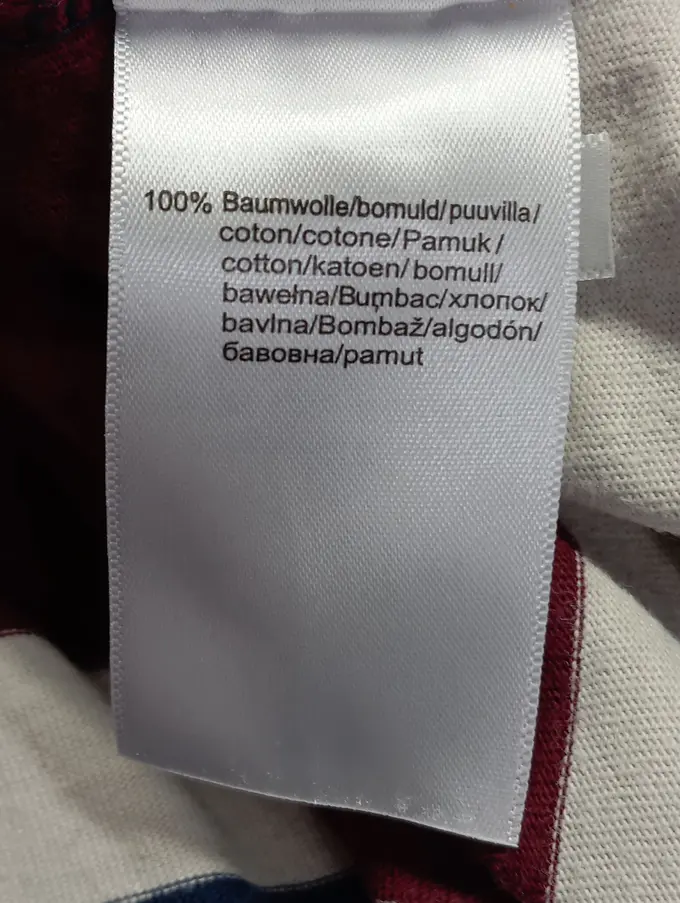 100% Baumwolle/bomuld/puuvilla/
coton/cotone/Pamuk/
cotton/katoen/bomull/
bawełna/Bumbac/хлопок/
bavlna/Bombaž/algodón/
бавовна/pamut